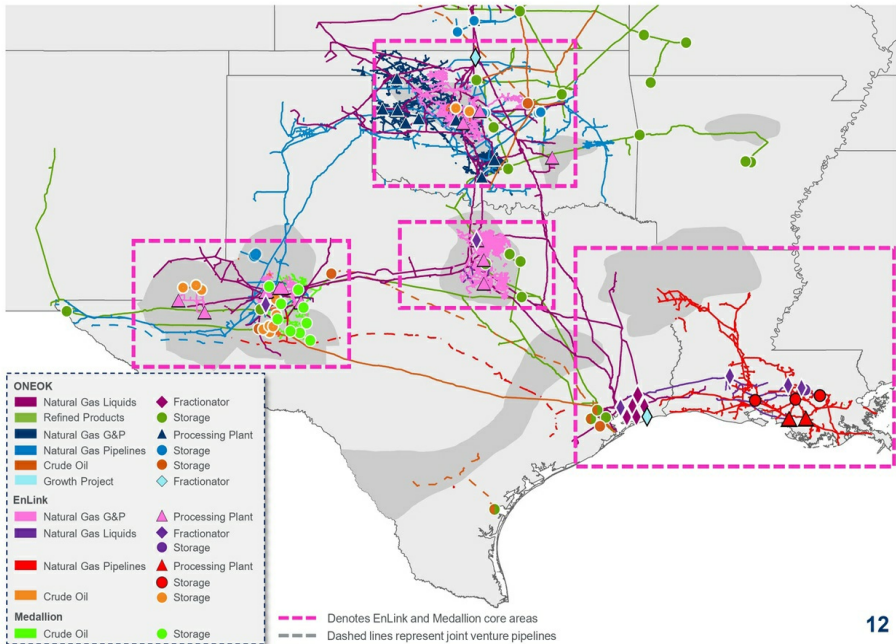 ONEOK
Natural Gas Liquids Fractionator
Refined Products Storage
Natural Gas G&P Processing Plant
Natural Gas Pipelines Storage
Crude Oil Storage
Growth Project Fractionator
EnLink
Natural Gas G&P Processing Plant
Natural Gas Liquids Fractionator
Storage
Natural Gas Pipelines Processing Plant
Storage
Crude Oil Storage
Medallion
Crude Oil Storage
Denotes EnLink and Medallion core areas
Dashed lines represent joint venture pipelines
12